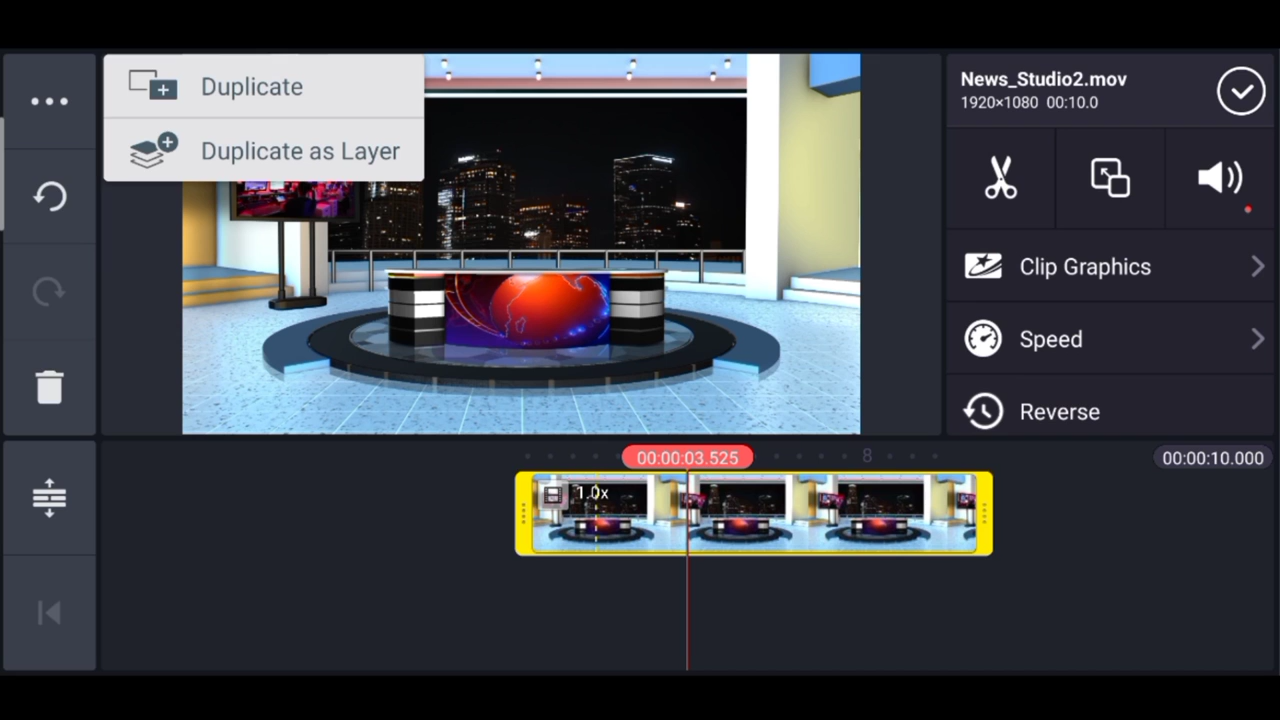 Duplicate
Duplicate as Layer
News_Studio2.mov
1920×1080 00:10.0
Clip Graphics
Speed
Reverse
00:00:03.525
8
00:00:10.000
1.0x